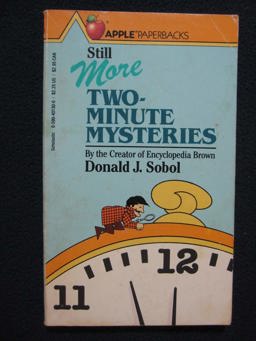 APPLE PAPERBACKS
Still
More
TWO-
MINUTE
MYSTERIES
By the Creator of Encyclopedia Brown
Donald J. Sobol
11
12